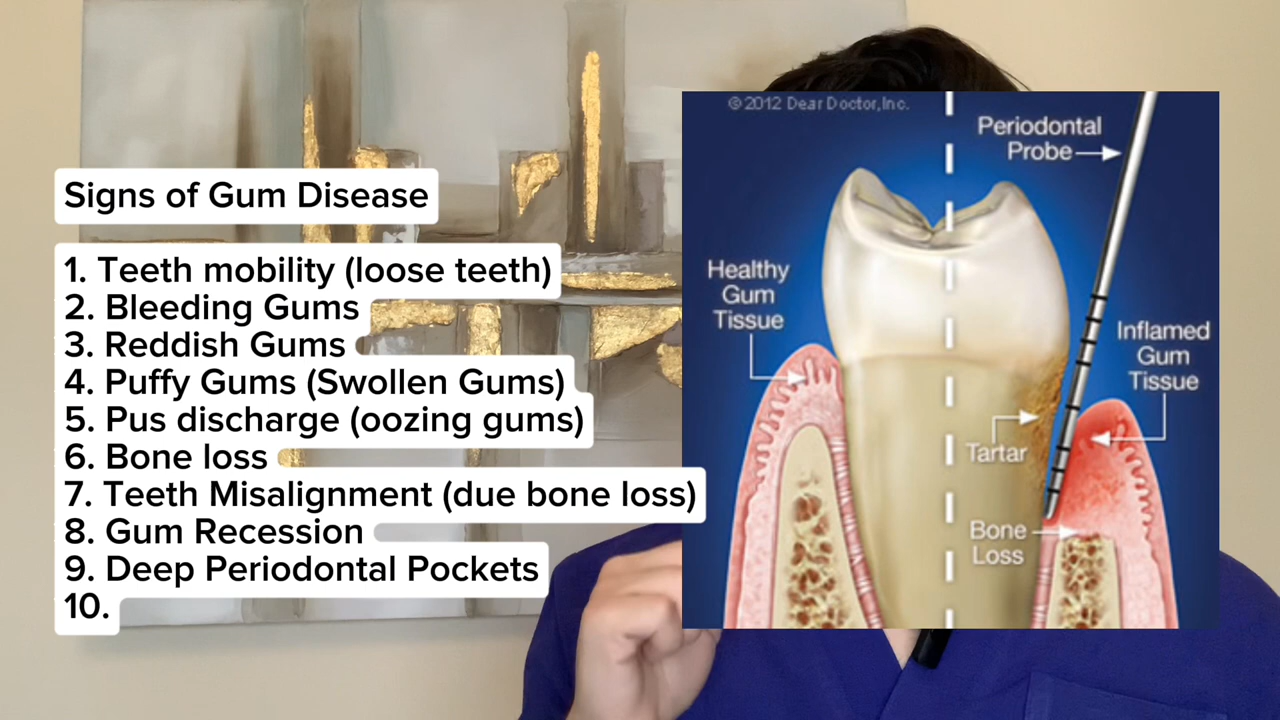 Signs of Gum Disease
1. Teeth mobility (loose teeth)
2. Bleeding Gums
3. Reddish Gums
4. Puffy Gums (Swollen Gums)
5. Pus discharge (oozing gums)
6. Bone loss
7. Teeth Misalignment (due bone loss)
8. Gum Recession
9. Deep Periodontal Pockets
10.
© 2012 Dear Doctor, Inc.
Periodontal
Probe
Healthy
Gum
Tissue
Inflamed
Gum
Tissue
Tartar
Bone
Loss